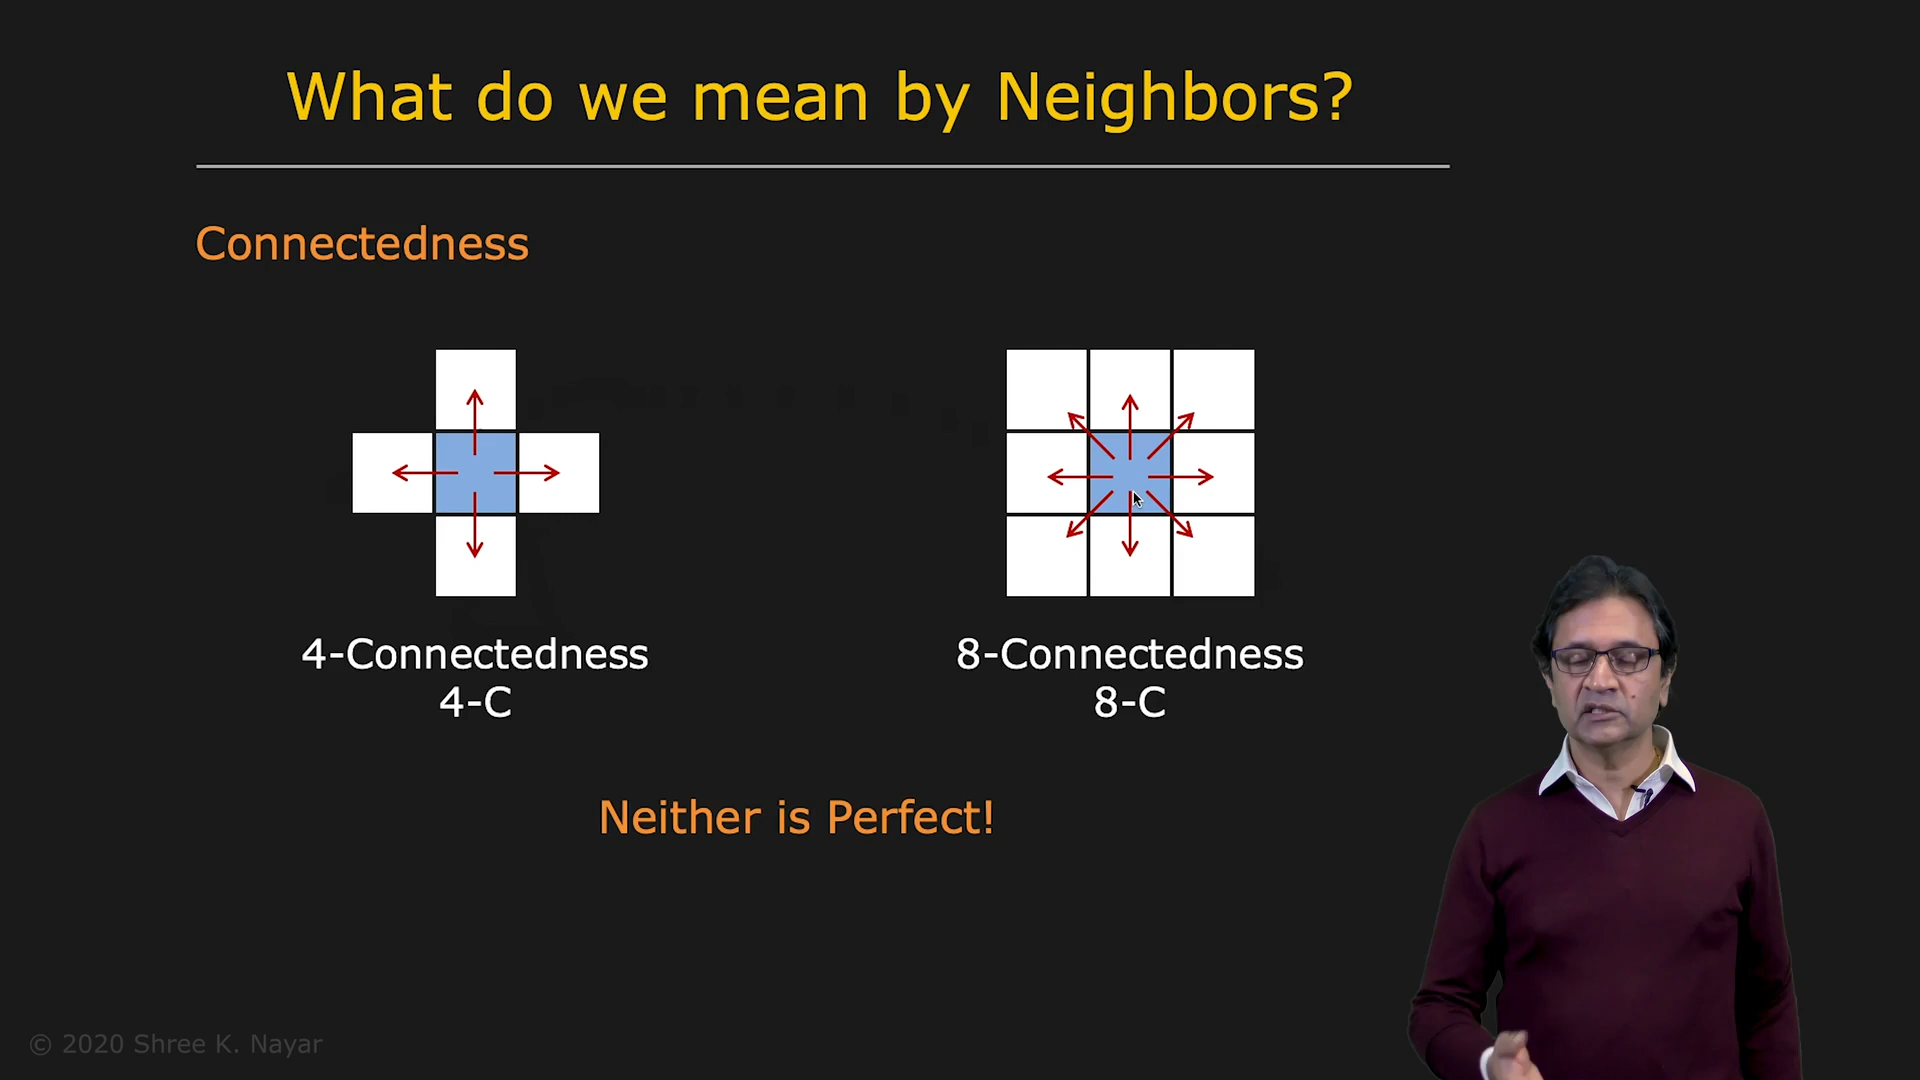 What do we mean by Neighbors?
Connectedness
4-Connectedness
4-C
8-Connectedness
8-C
Neither is Perfect!
© 2020 Shree K. Nayar